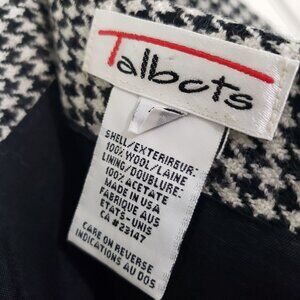 Talbots
SHELL/EXTERIEUR:
100% WOOL/LAINE
LINING/DOUBLURE:
100% ACETATE
MADE IN USA
FABRIQUE AUX
ETATS-UNIS
CA #23147
CARE ON REVERSE
INDICATIONS AU DOS